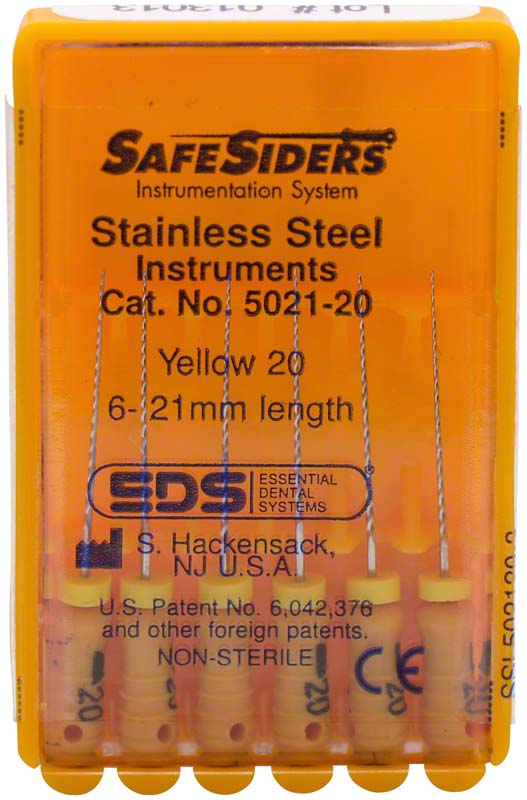 Lot # 013013
SAFESIDERS®
Instrumentation System
Stainless Steel
Instruments
Cat. No. 5021-20
Yellow 20
6- 21mm length
SDS ESSENTIAL
DENTAL
SYSTEMS ®
S. Hackensack,
NJ U.S.A.
U.S. Patent No. 6,042,376
and other foreign patents.
NON-STERILE
CE
20
20
20
20
20